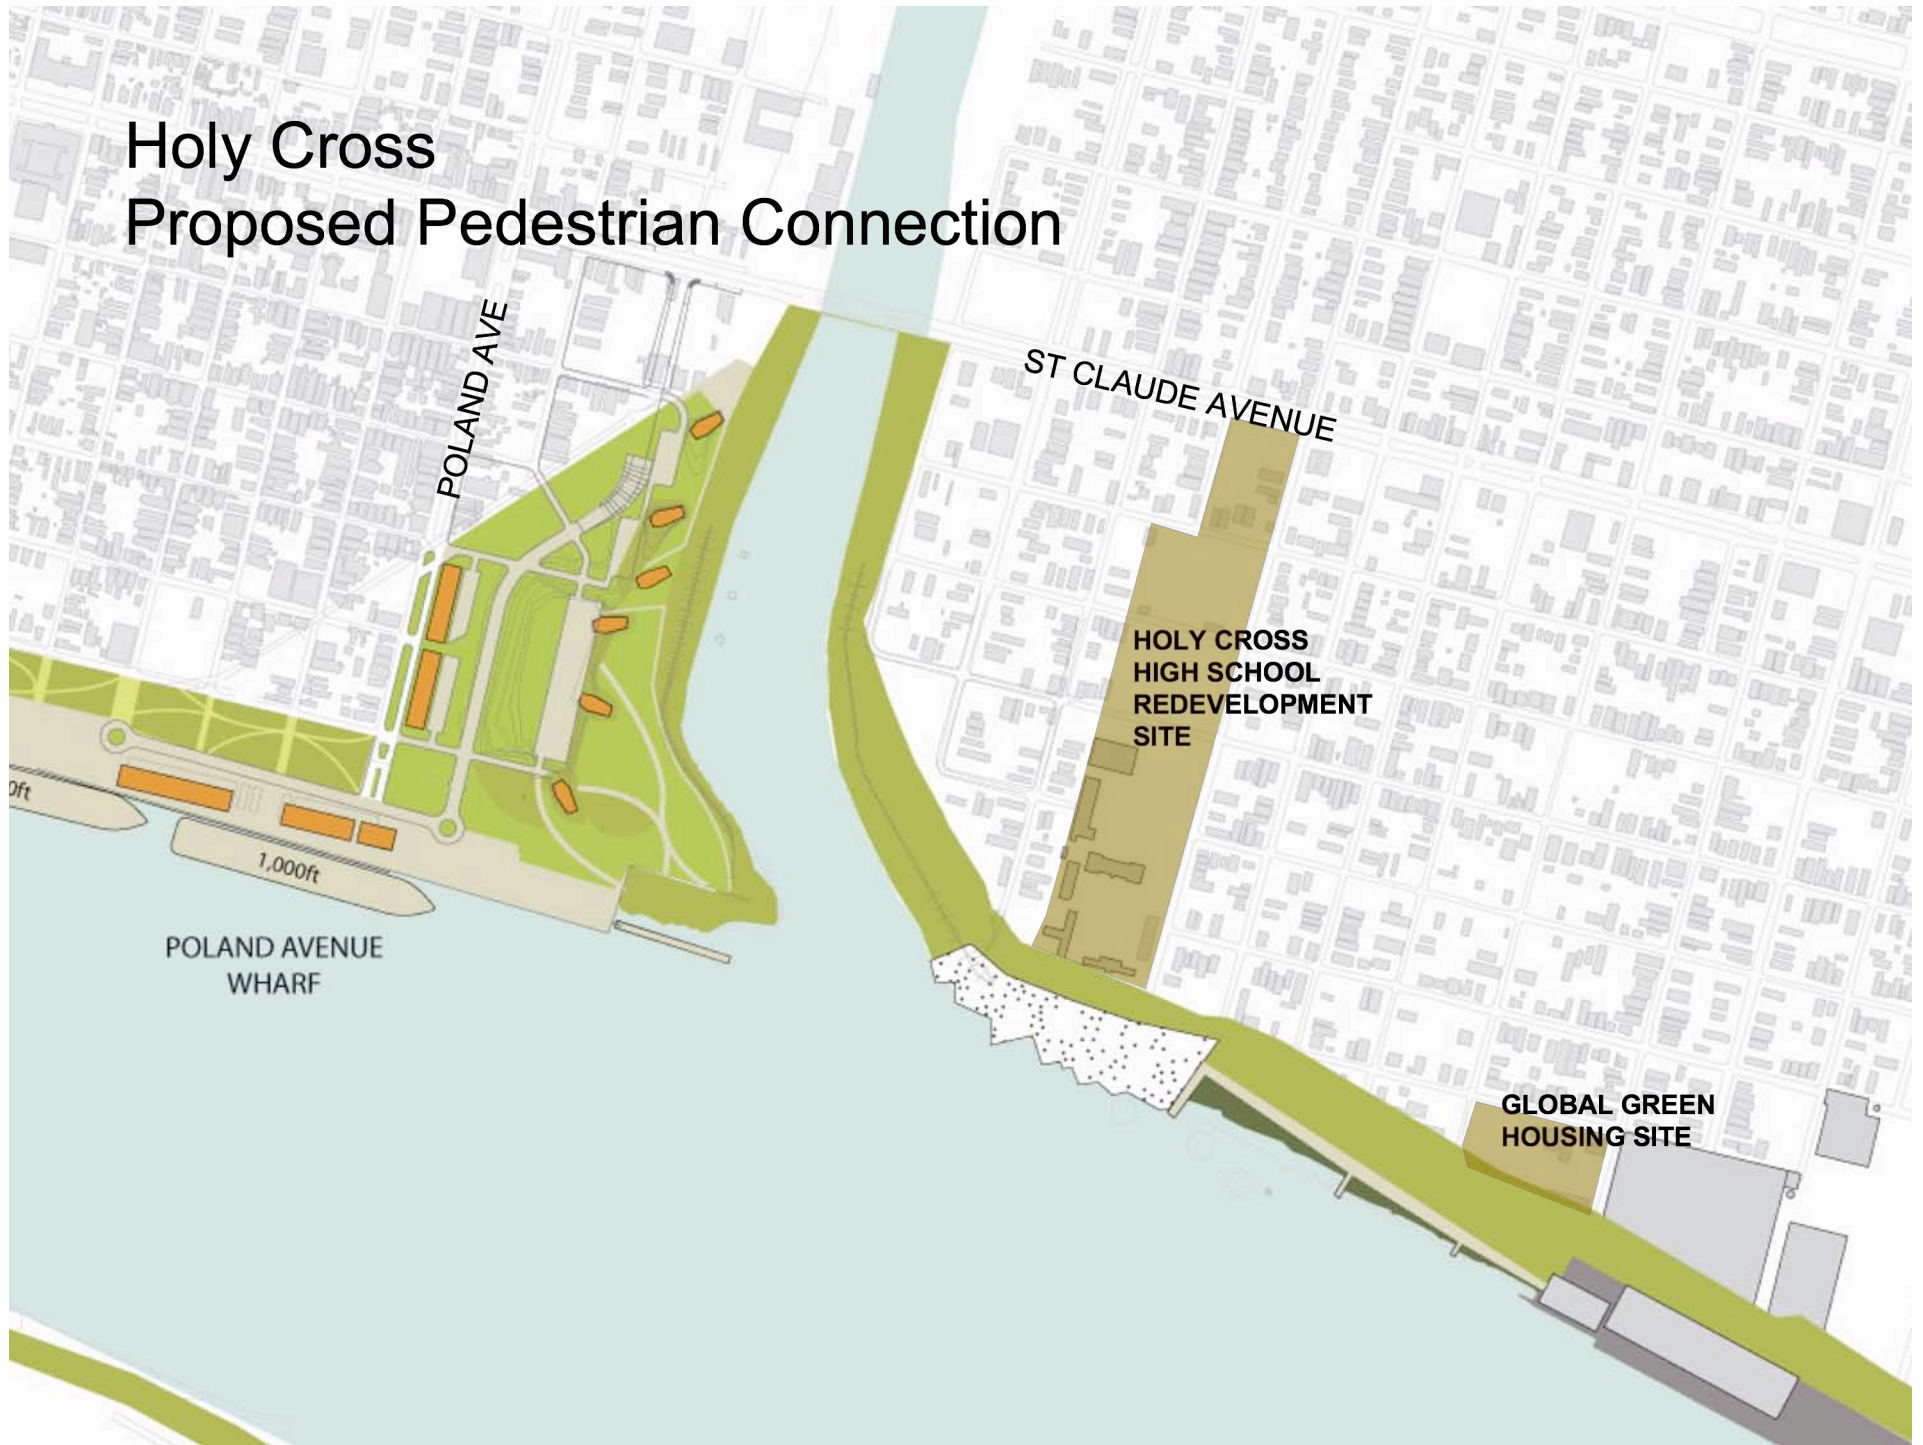 Holy Cross
Proposed Pedestrian Connection
POLAND AVE
ST CLAUDE AVENUE
HOLY CROSS
HIGH SCHOOL
REDEVELOPMENT
SITE
0ft
1,000ft
POLAND AVENUE
WHARF
GLOBAL GREEN
HOUSING SITE